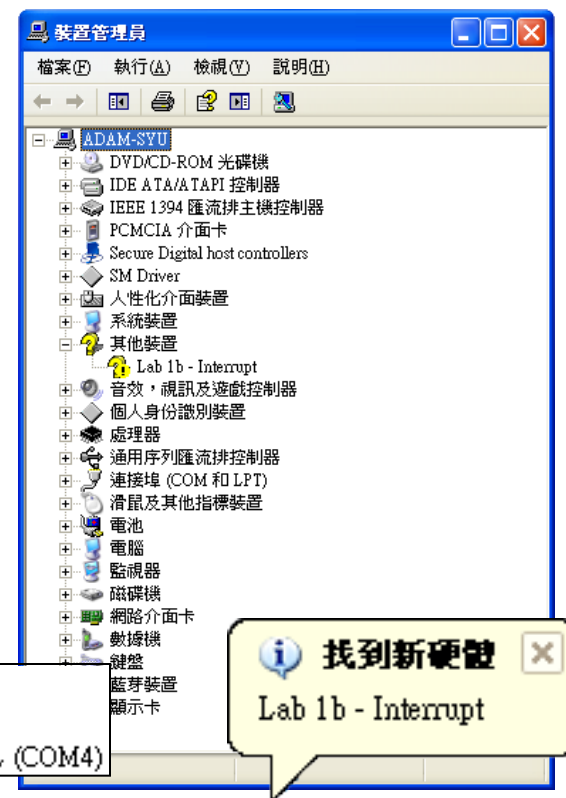 裝置管理員
檔案(F) 執行(A) 檢視(V) 說明(H)
ADAM-SYU
DVD/CD-ROM 光碟機
IDE ATA/ATAPI 控制器
IEEE 1394 匯流排主機控制器
PCMCIA 介面卡
Secure Digital host controllers
SM Driver
人性化介面裝置
系統裝置
其他裝置
Lab 1b - Interrupt
音效，視訊及遊戲控制器
個人身份識別裝置
處理器
通用序列匯流排控制器
連接埠 (COM 和 LPT)
滑鼠及其他指標裝置
電池
電腦
監視器
磁碟機
網路介面卡
數據機
鍵盤
藍芽裝置
顯示卡
(COM4)
找到新硬體
Lab 1b - Interrupt